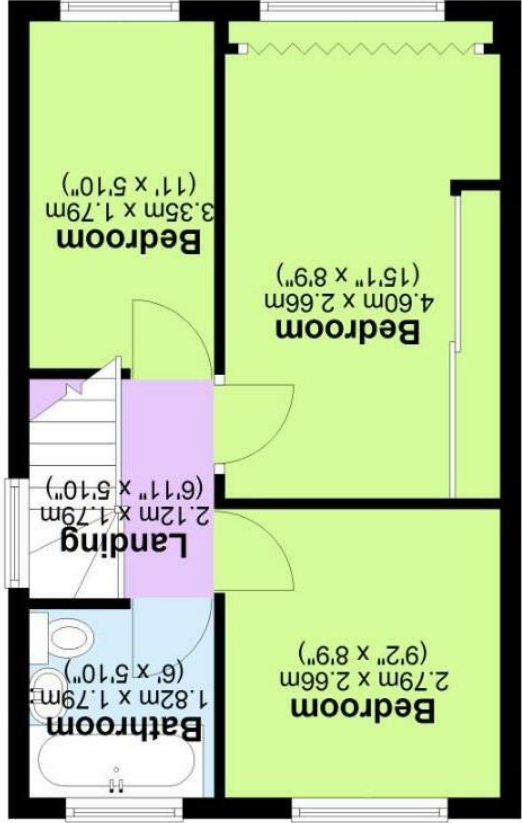 Bedroom
2.79m x 2.66m
(9'2" x 8'9")
Bathroom
1.82m x 1.79m
(6' x 5'10")
Landing
2.12m x 1.79m
(6'11" x 5'10")
Bedroom
4.60m x 2.66m
(15'1" x 8'9")
Bedroom
3.35m x 1.79m
(11' x 5'10")